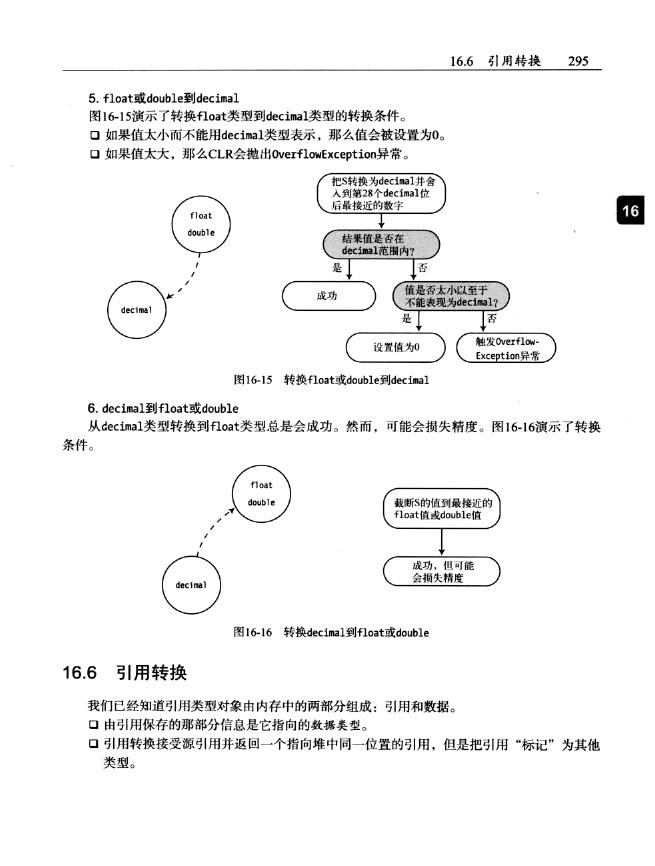 16.6 引用转换 295
5. float或double到decimal
图16-15演示了转换float类型到decimal类型的转换条件。
口 如果值太小而不能用decimal类型表示，那么值会被设置为0。
口 如果值太大，那么CLR会抛出OverflowException异常。
16
float
double
decimal
把S转换为decimal并舍
入到第28个decimal位
后最接近的数字
结果值是否在
decimal范围内？
是 否
成功
值是否太小以至于
不能表现为decimal？
是 否
设置值为0
触发Overflow-
Exception异常
图16-15 转换float或double到decimal
6. decimal到float或double
从decimal类型转换到float类型总是会成功。然而，可能会损失精度。图16-16演示了转换
条件。
float
double
decimal
截断S的值到最接近的
float值或double值
成功，但可能
会损失精度
图16-16 转换decimal到float或double
16.6 引用转换
我们已经知道引用类型对象由内存中的两部分组成：引用和数据。
口 由引用保存的那部分信息是它指向的数据类型。
口 引用转换接受源引用并返回一个指向堆中同一位置的引用，但是把引用“标记”为其他
类型。